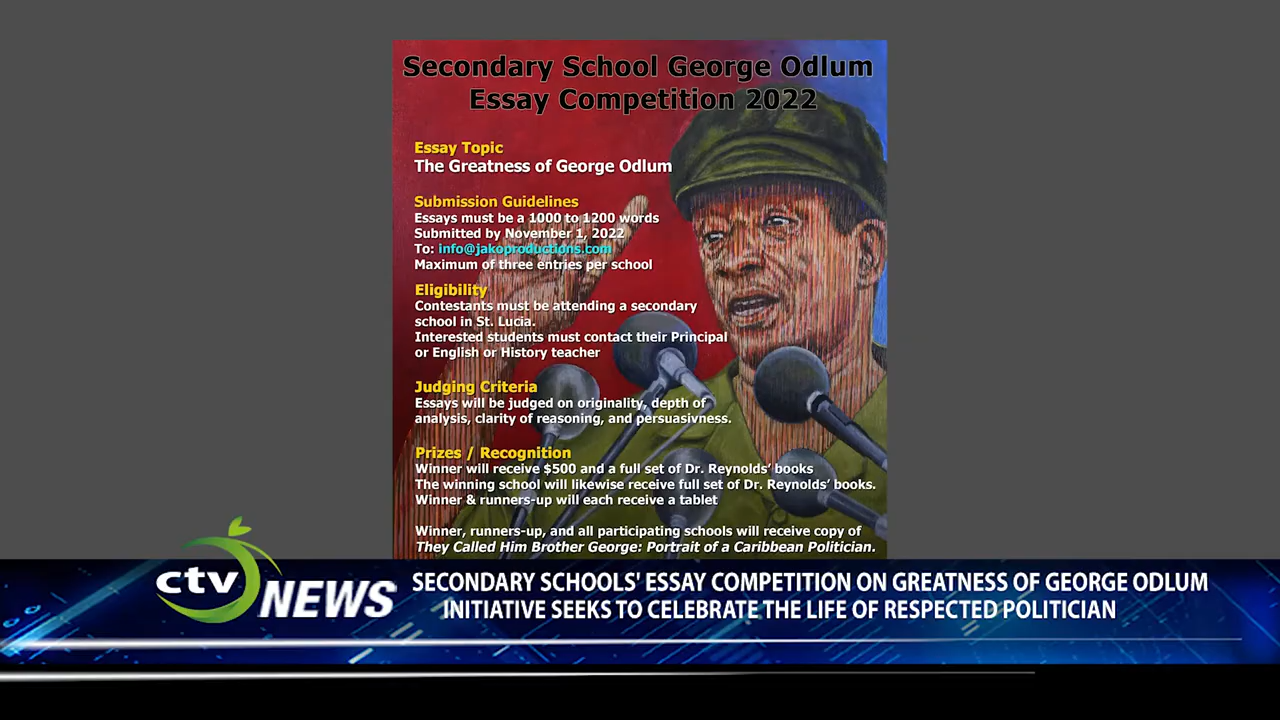 Secondary School George Odlum
Essay Competition 2022
Essay Topic
The Greatness of George Odlum
Submission Guidelines
Essays must be a 1000 to 1200 words
Submitted by November 1, 2022
To: info@jakoproductions.com
Maximum of three entries per school
Eligibility
Contestants must be attending a secondary
school in St. Lucia.
Interested students must contact their Principal
or English or History teacher
Judging Criteria
Essays will be judged on originality, depth of
analysis, clarity of reasoning, and persuasivness.
Prizes / Recognition
Winner will receive $500 and a full set of Dr. Reynolds' books
The winning school will likewise receive full set of Dr. Reynolds' books.
Winner & runners-up will each receive a tablet
Winner, runners-up, and all participating schools will receive copy of
They Called Him Brother George: Portrait of a Caribbean Politician.
ctv NEWS
SECONDARY SCHOOLS' ESSAY COMPETITION ON GREATNESS OF GEORGE ODLUM
INITIATIVE SEEKS TO CELEBRATE THE LIFE OF RESPECTED POLITICIAN